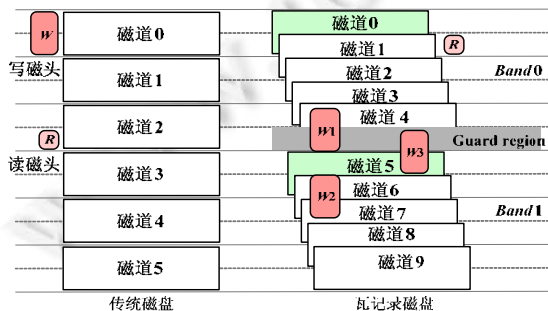 W
磁道0
写磁头
磁道1
磁道2
R
读磁头
磁道3
磁道4
磁道5
传统磁盘
磁道0
磁道1
R
磁道2
Band0
磁道3
磁道4
W1
Guard region
W3
磁道5
W2
磁道6
磁道7
Band1
磁道8
磁道9
瓦记录磁盘